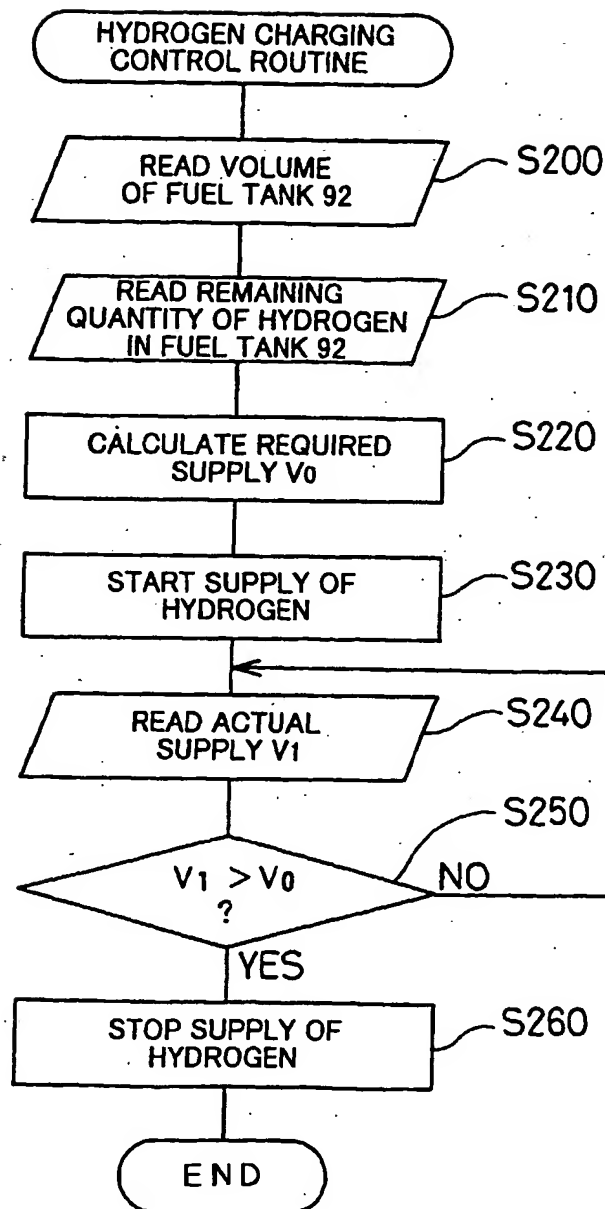 HYDROGEN CHARGING
CONTROL ROUTINE
READ VOLUME
OF FUEL TANK 92
S200
READ REMAINING
QUANTITY OF HYDROGEN
IN FUEL TANK 92
S210
CALCULATE REQUIRED
SUPPLY V0
S220
START SUPPLY OF
HYDROGEN
S230
READ ACTUAL
SUPPLY V1
S240
V1 > V0
?
S250
NO
YES
STOP SUPPLY OF
HYDROGEN
S260
END